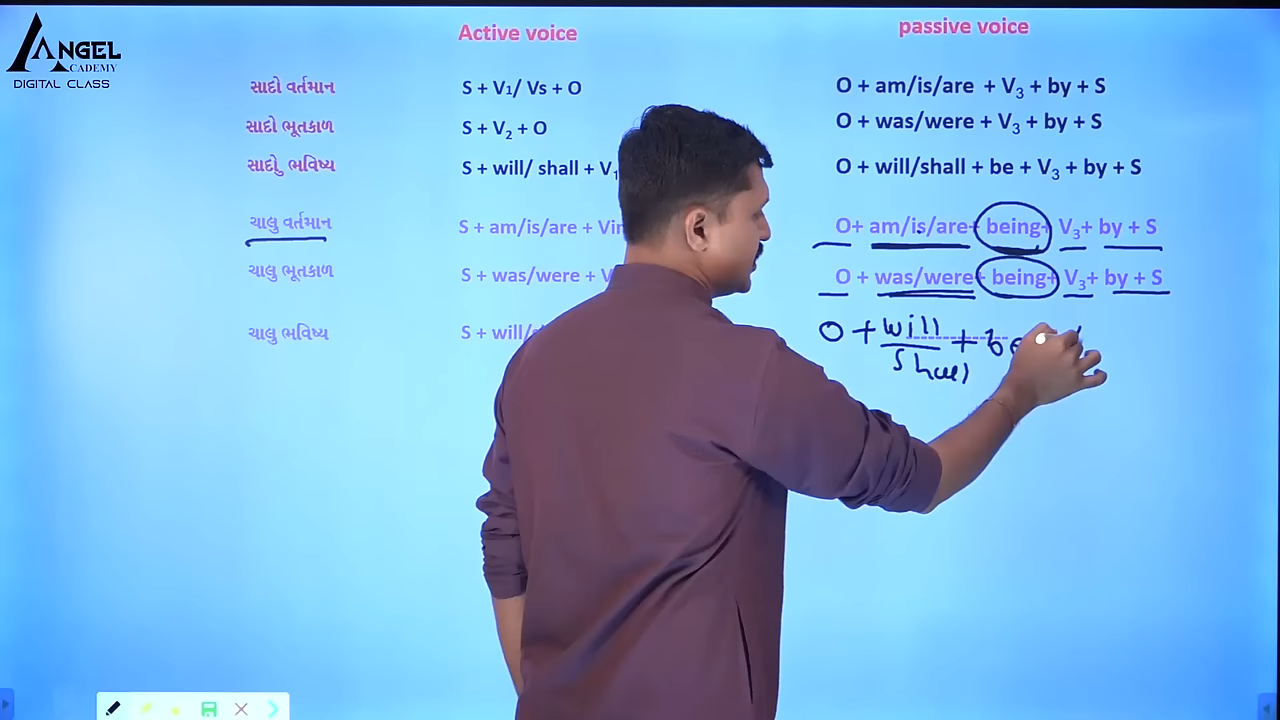 ANGEL
ACADEMY
DIGITAL CLASS
Active voice passive voice
સાદો વર્તમાન S + V1/ Vs + O O + am/is/are + V3 + by + S
સાદો ભૂતકાળ S + V2 + O O + was/were + V3 + by + S
સાદો ભવિષ્ય S + will/ shall + V1 O + will/shall + be + V3 + by + S
ચાલુ વર્તમાન S + am/is/are + O+ am/is/are+ being+ V3+ by + S
ચાલુ ભૂતકાળ S + was/were + O + was/were+ being+ V3+ by + S
ચાલુ ભવિષ્ય S + O + will + be
shall